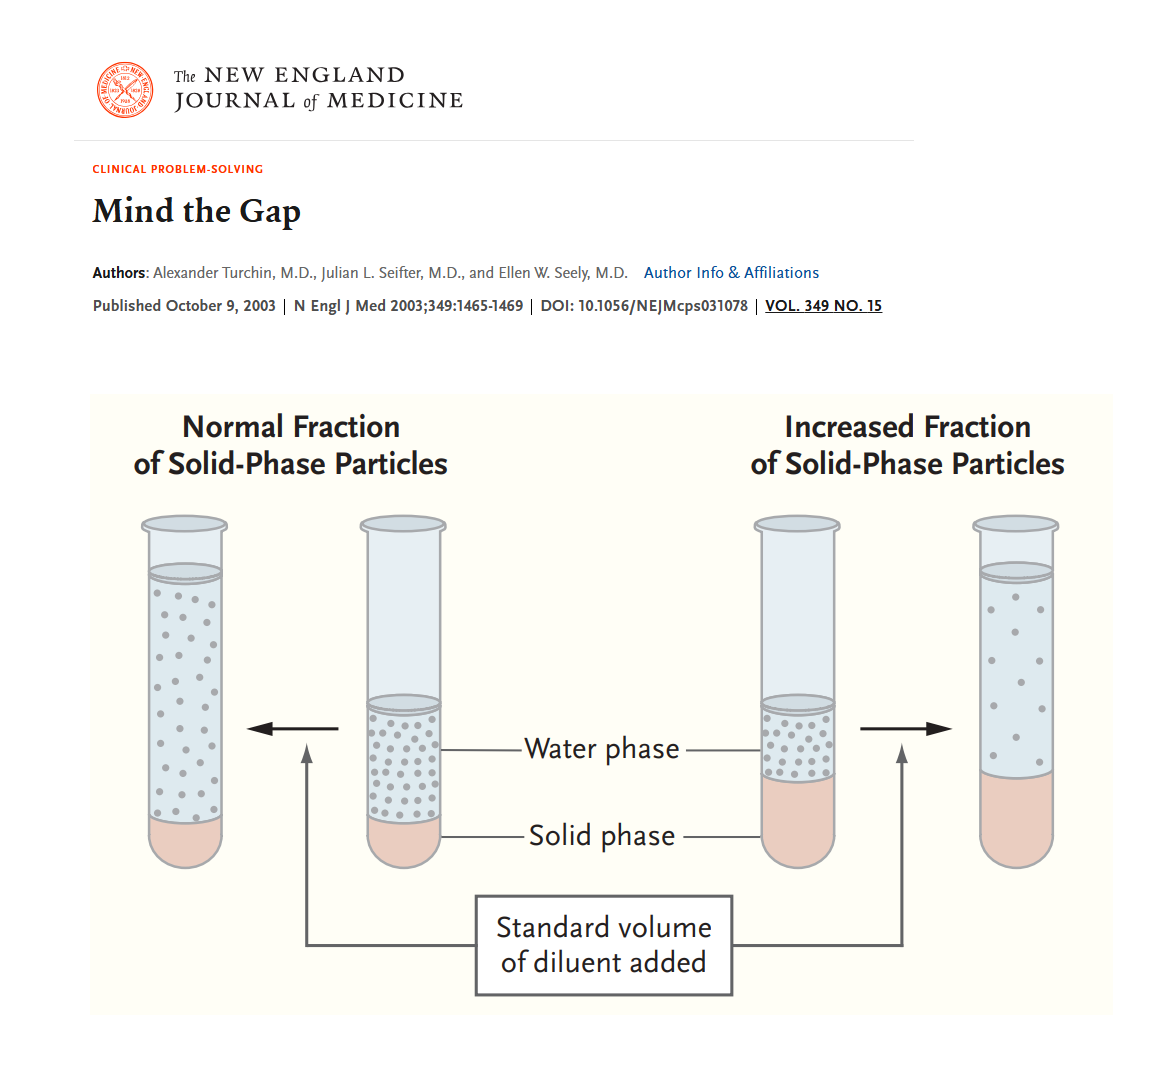 The NEW ENGLAND
JOURNAL of MEDICINE
CLINICAL PROBLEM-SOLVING
Mind the Gap
Authors: Alexander Turchin, M.D., Julian L. Seifter, M.D., and Ellen W. Seely, M.D. Author Info & Affiliations
Published October 9, 2003 | N Engl J Med 2003;349:1465-1469 | DOI: 10.1056/NEJMcps031078 | VOL. 349 NO. 15
Normal Fraction
of Solid-Phase Particles
Increased Fraction
of Solid-Phase Particles
Water phase
Solid phase
Standard volume
of diluent added